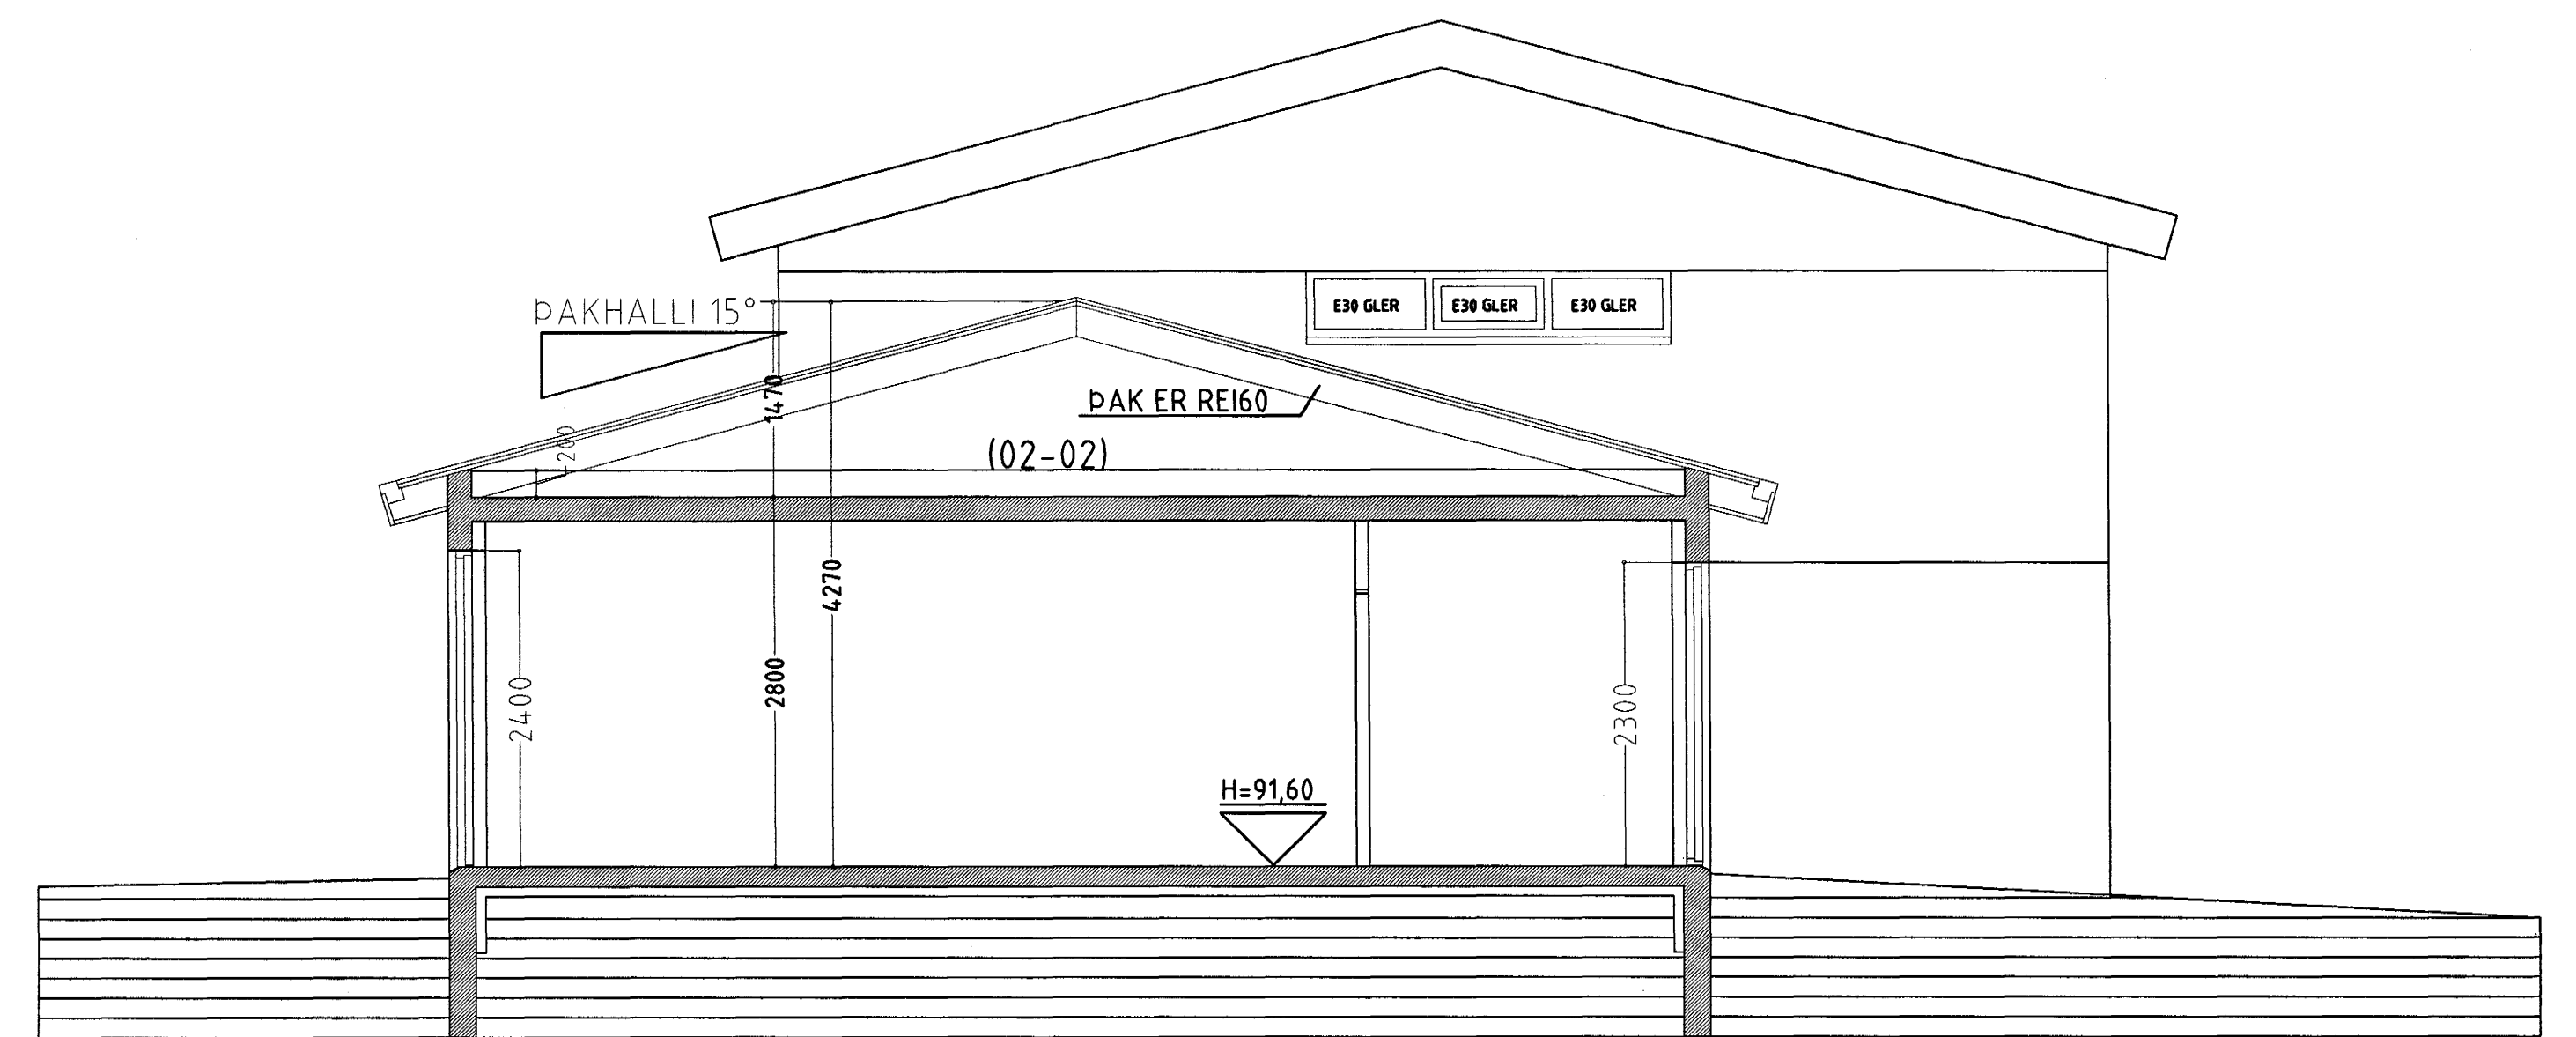 E30 GLER E30 GLER E30 GLER
ÞAKHALLI 15°
1470
ÞAK ER REI60
200
(02-02)
4270
2800
2400
2300
H=91,60